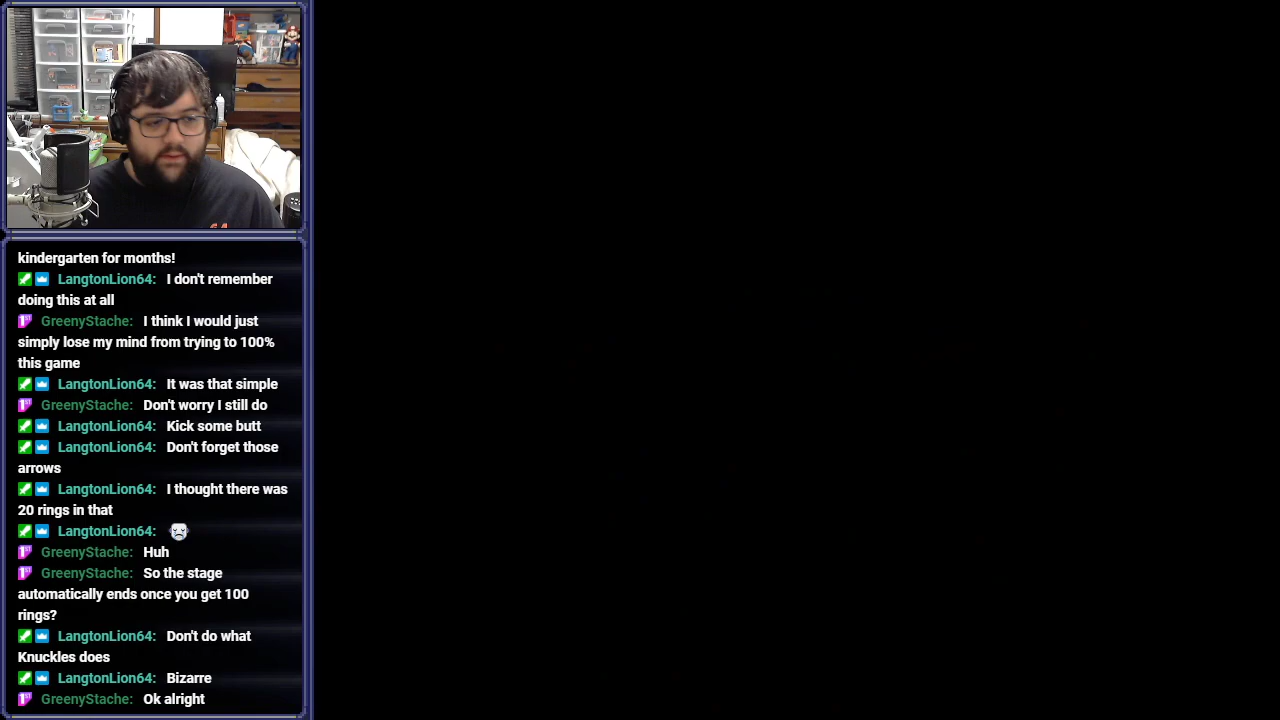 kindergarten for months!
LangtonLion64: I don't remember
doing this at all
GreenyStache: I think I would just
simply lose my mind from trying to 100%
this game
LangtonLion64: It was that simple
GreenyStache: Don't worry I still do
LangtonLion64: Kick some butt
LangtonLion64: Don't forget those
arrows
LangtonLion64: I thought there was
20 rings in that
LangtonLion64:
GreenyStache: Huh
GreenyStache: So the stage
automatically ends once you get 100
rings?
LangtonLion64: Don't do what
Knuckles does
LangtonLion64: Bizarre
GreenyStache: Ok alright